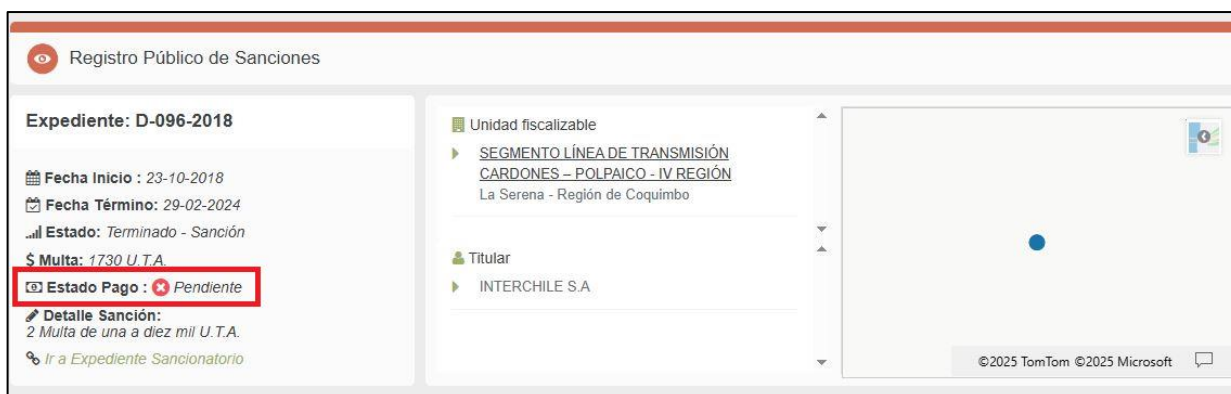 Registro Público de Sanciones
Expediente: D-096-2018
Fecha Inicio : 23-10-2018
Fecha Término: 29-02-2024
Estado: Terminado - Sanción
$ Multa: 1730 U.T.A.
Estado Pago : Pendiente
Detalle Sanción:
2 Multa de una a diez mil U.T.A.
Ir a Expediente Sancionatorio
Unidad fiscalizable
SEGMENTO LÍNEA DE TRANSMISIÓN
CARDONES – POLPAICO - IV REGIÓN
La Serena - Región de Coquimbo
Titular
INTERCHILE S.A
©2025 TomTom ©2025 Microsoft